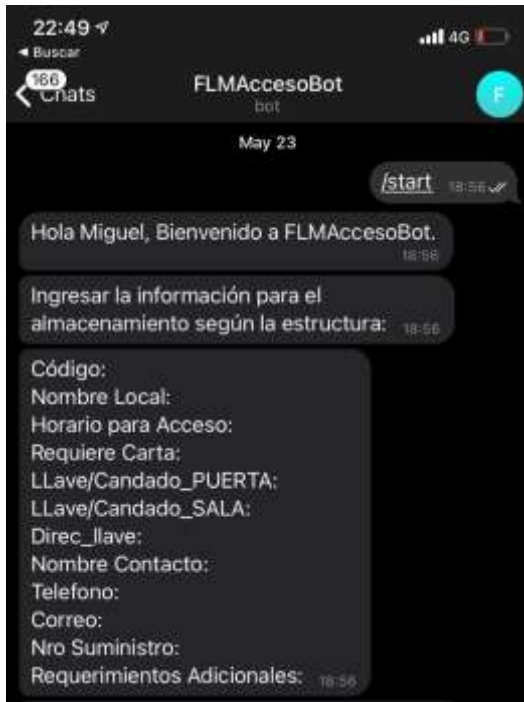 22:49
4G
◀ Buscar
166
Chats
FLMAccesoBot
bot
F
May 23
/start 18:56
Hola Miguel, Bienvenido a FLMAccesoBot.
18:56
Ingresar la información para el
almacenamiento según la estructura: 18:56
Código:
Nombre Local:
Horario para Acceso:
Requiere Carta:
LLave/Candado_PUERTA:
LLave/Candado_SALA:
Direc_llave:
Nombre Contacto:
Telefono:
Correo:
Nro Suministro:
Requerimientos Adicionales: 18:56